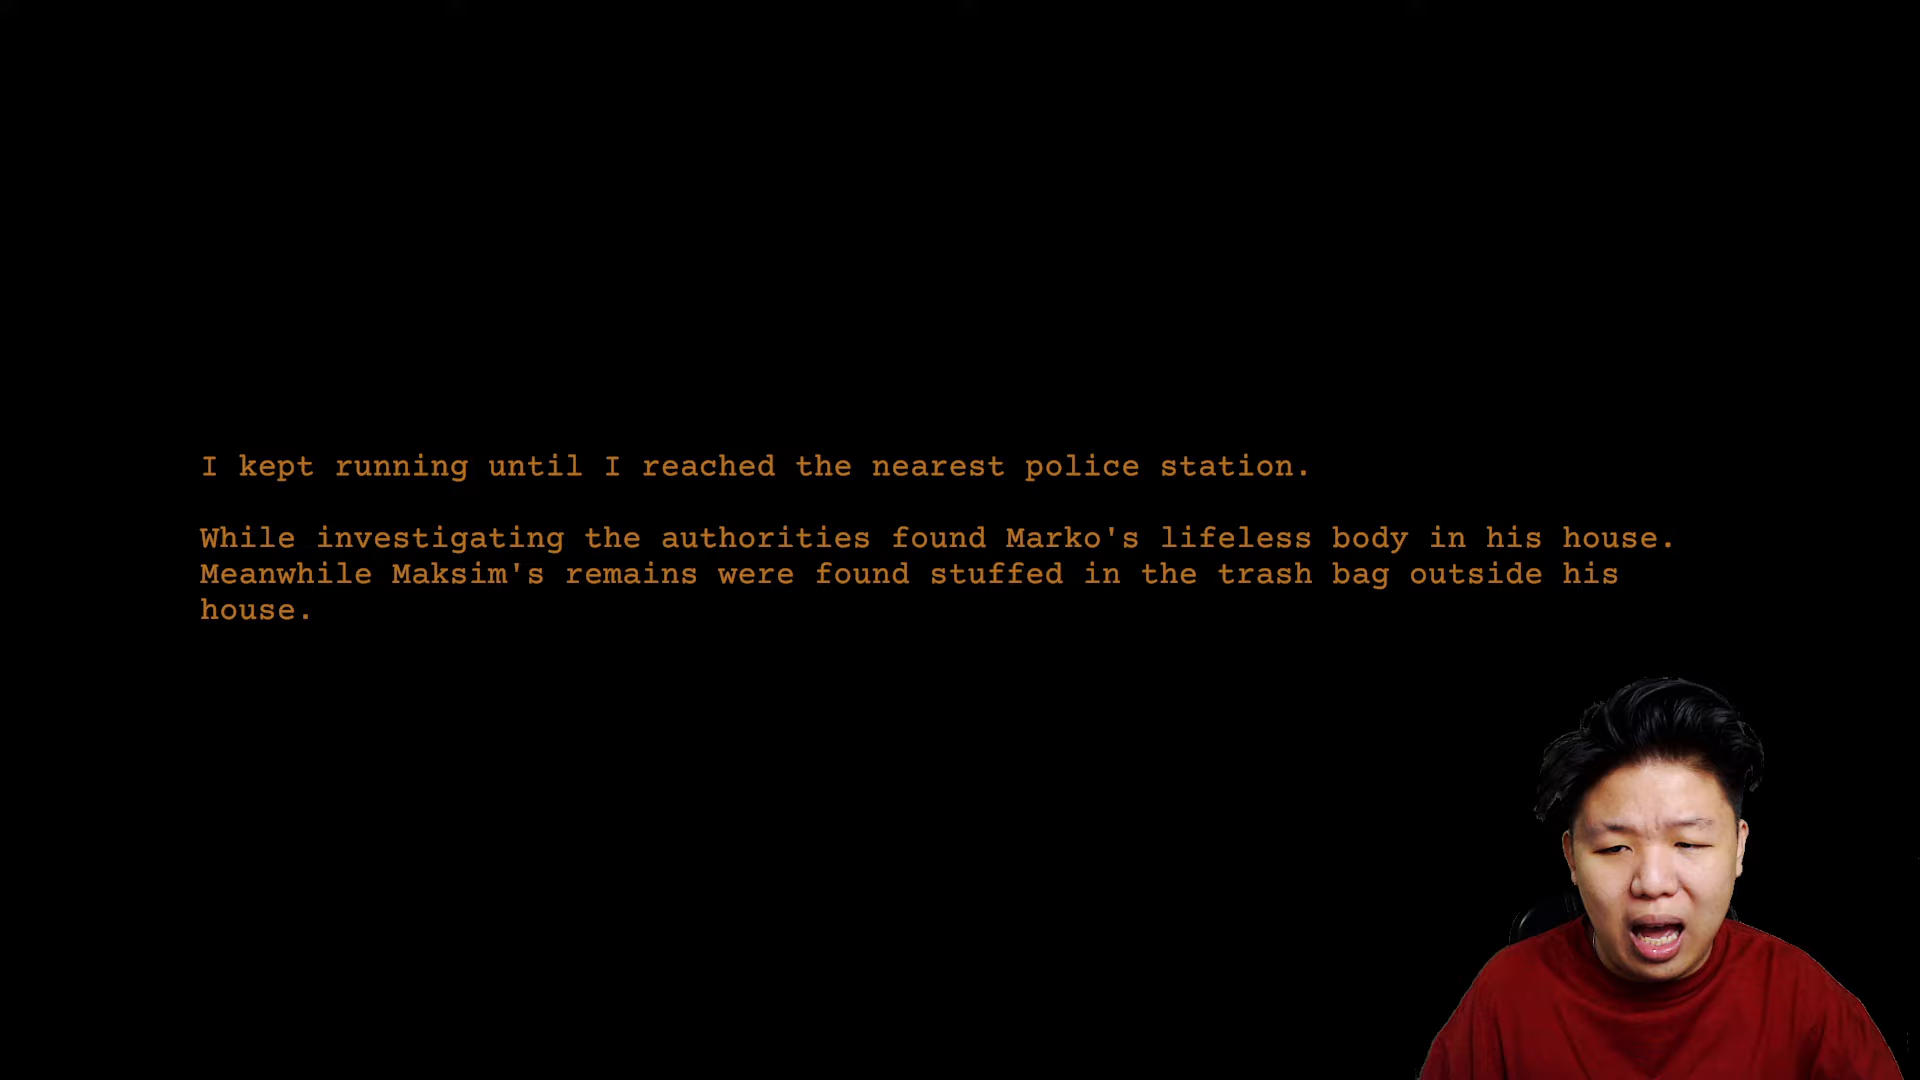 I kept running until I reached the nearest police station.
While investigating the authorities found Marko's lifeless body in his house.
Meanwhile Maksim's remains were found stuffed in the trash bag outside his
house.